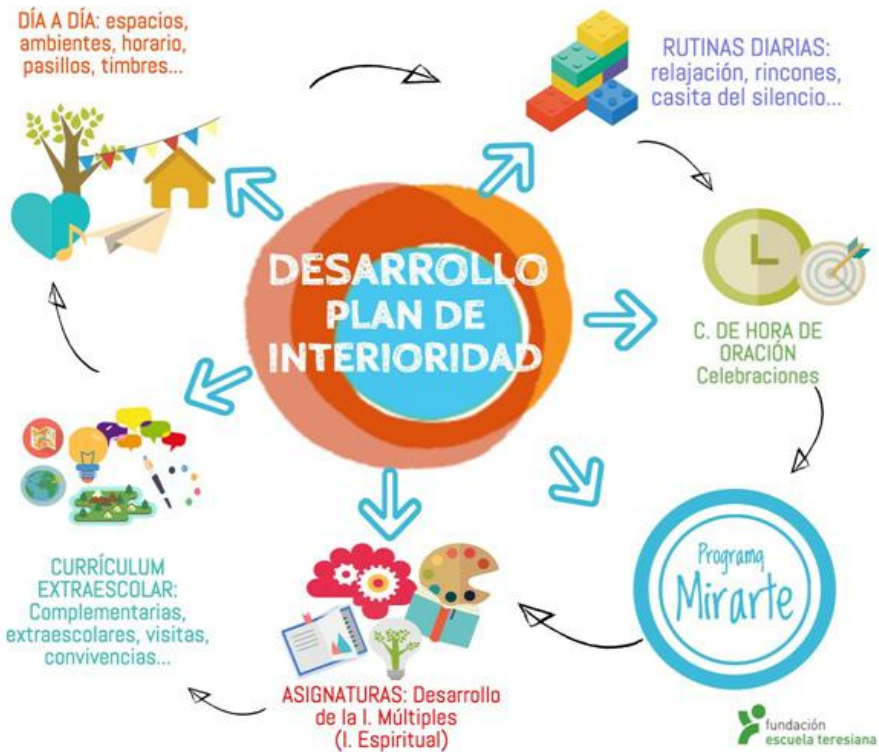 DÍA A DÍA: espacios,
ambientes, horario,
pasillos, timbres...
RUTINAS DIARIAS:
relajación, rincones,
casita del silencio...
DESARROLLO
PLAN DE
INTERIORIDAD
C. DE HORA DE
ORACIÓN
Celebraciones
Programa
Mirarte
CURRÍCULUM
EXTRAESCOLAR:
Complementarias,
extraescolares, visitas,
convivencias...
ASIGNATURAS: Desarrollo
de la I. Múltiples
(I. Espiritual)
fundación
escuela teresiana